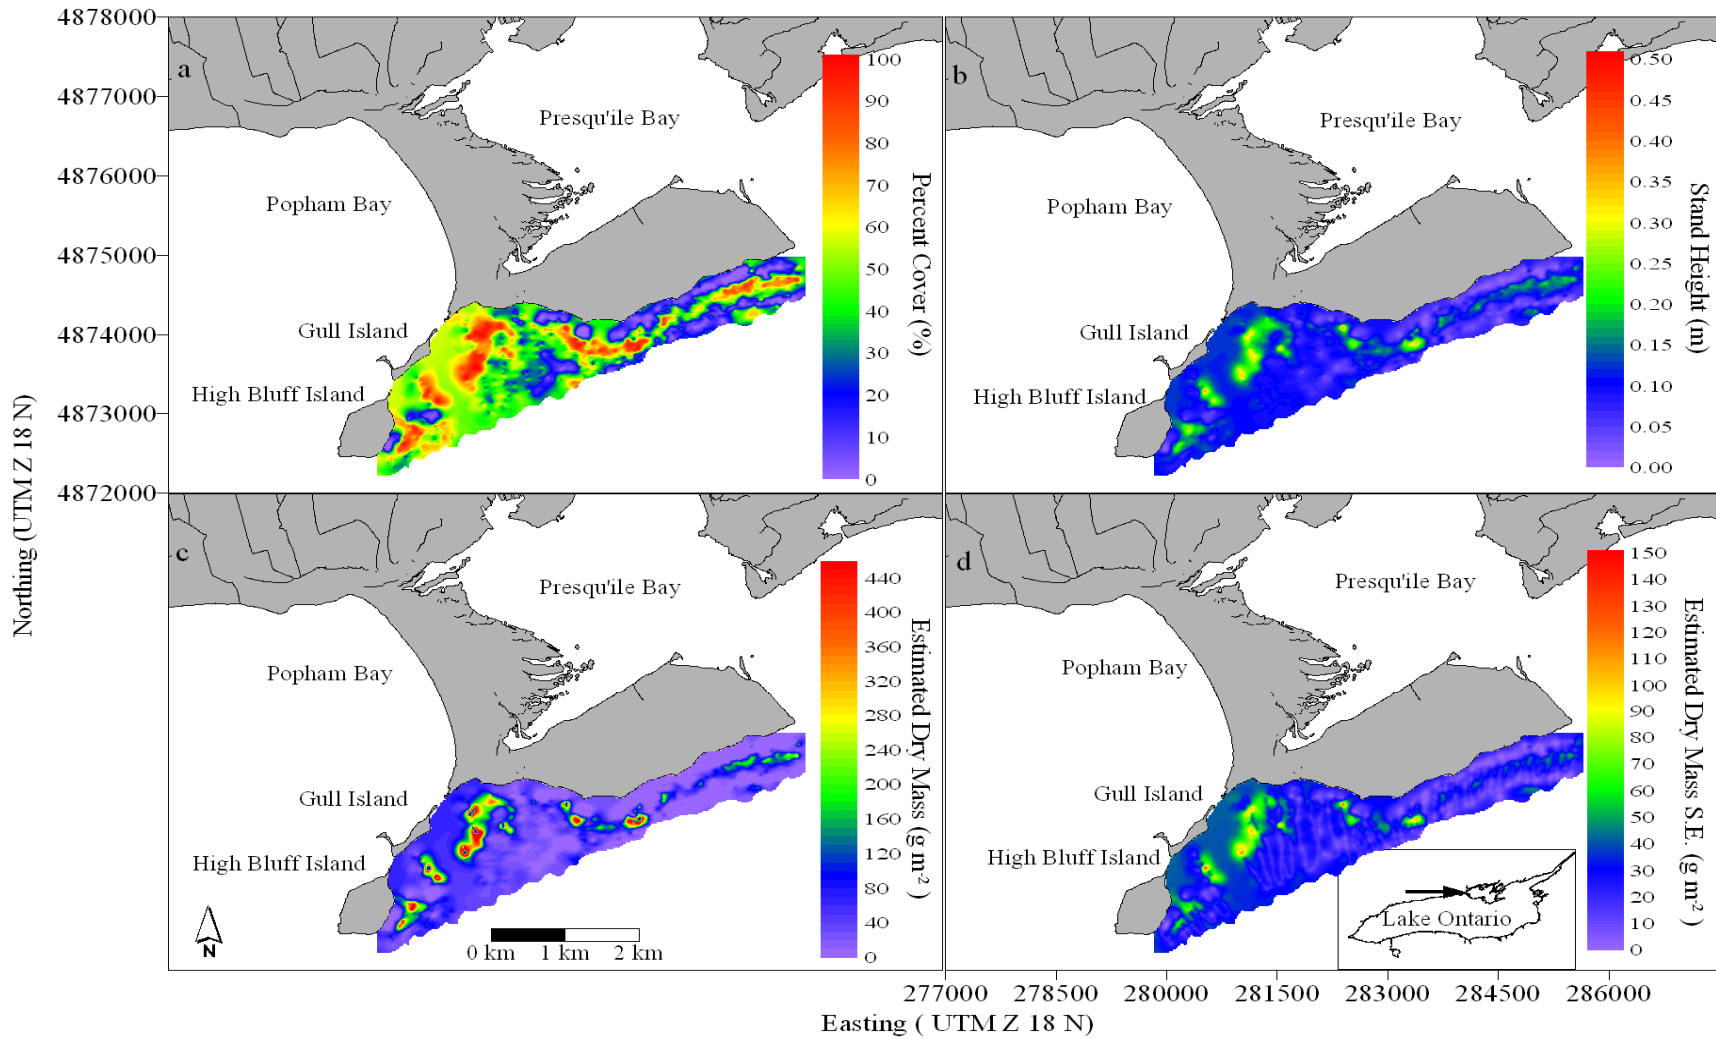 4878000
4877000
4876000
4875000
4874000
4873000
4872000
Northing (UTM Z 18 N)
a
Presqu'ile Bay
Popham Bay
Gull Island
High Bluff Island
100
90
80
70
60
50
40
30
20
10
0
Percent Cover (%)
b
Presqu'ile Bay
Popham Bay
Gull Island
High Bluff Island
0.50
0.45
0.40
0.35
0.30
0.25
0.20
0.15
0.10
0.05
0.00
Stand Height (m)
c
Presqu'ile Bay
Popham Bay
Gull Island
High Bluff Island
N
0 km
1 km
2 km
440
400
360
320
280
240
200
160
120
80
40
0
Estimated Dry Mass (g m-2 )
d
Presqu'ile Bay
Popham Bay
Gull Island
High Bluff Island
Lake Ontario
150
140
130
120
110
100
90
80
70
60
50
40
30
20
10
0
Estimated Dry Mass S.E. (g m-2 )
277000
278500
280000
281500
283000
284500
286000
Easting ( UTM Z 18 N)